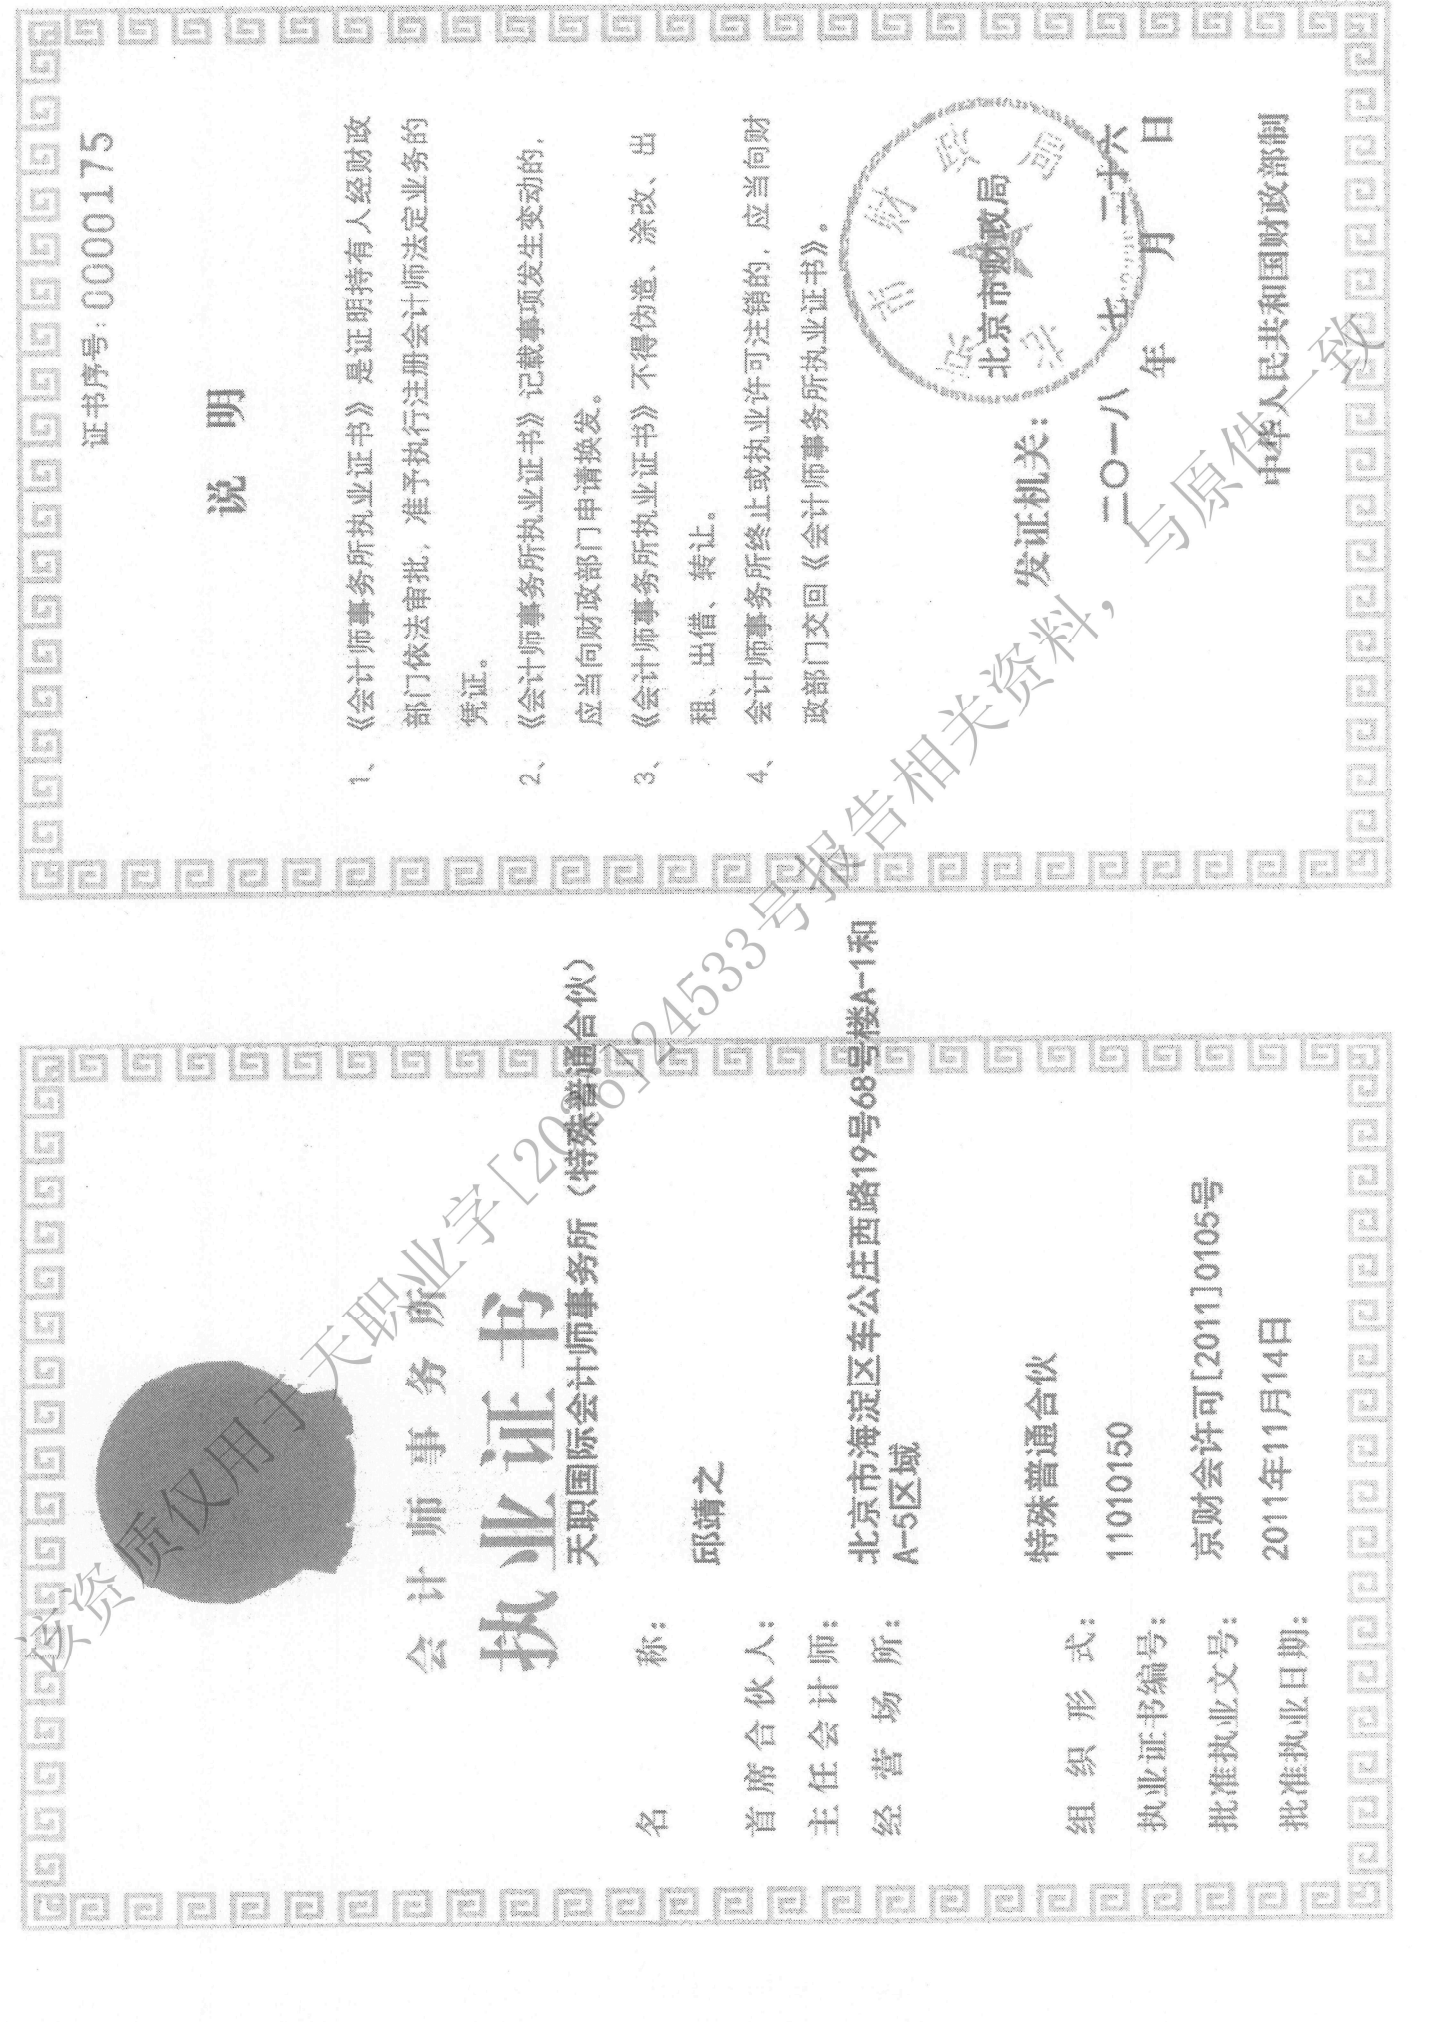 会计师事务所
执业证书
名称：
天职国际会计师事务所（特殊普通合伙）
首席合伙人：
邱靖之
主任会计师：
经营场所：
北京市海淀区车公庄西路19号68号楼A-1和
A-5区域
组织形式：
特殊普通合伙
执业证书编号：
11010150
批准执业文号：
京财会许可[2011]0105号
批准执业日期：
2011年11月14日
证书序号：0000175
说明
1、《会计师事务所执业证书》是证明持有人经财政
部门依法审批，准予执行注册会计师法定业务的
凭证。
2、《会计师事务所执业证书》记载事项发生变动的，
应当向财政部门申请换发。
3、《会计师事务所执业证书》不得伪造、涂改、出
租、出借、转让。
4、会计师事务所终止或执业许可注销的，应当向财
政部门交回《会计师事务所执业证书》。
发证机关：
北京市财政局
北京市财政局
二〇一八年七月二十六日
中华人民共和国财政部制
该资质仅用于天职业字[2026]24533号报告相关资料，与原件一致